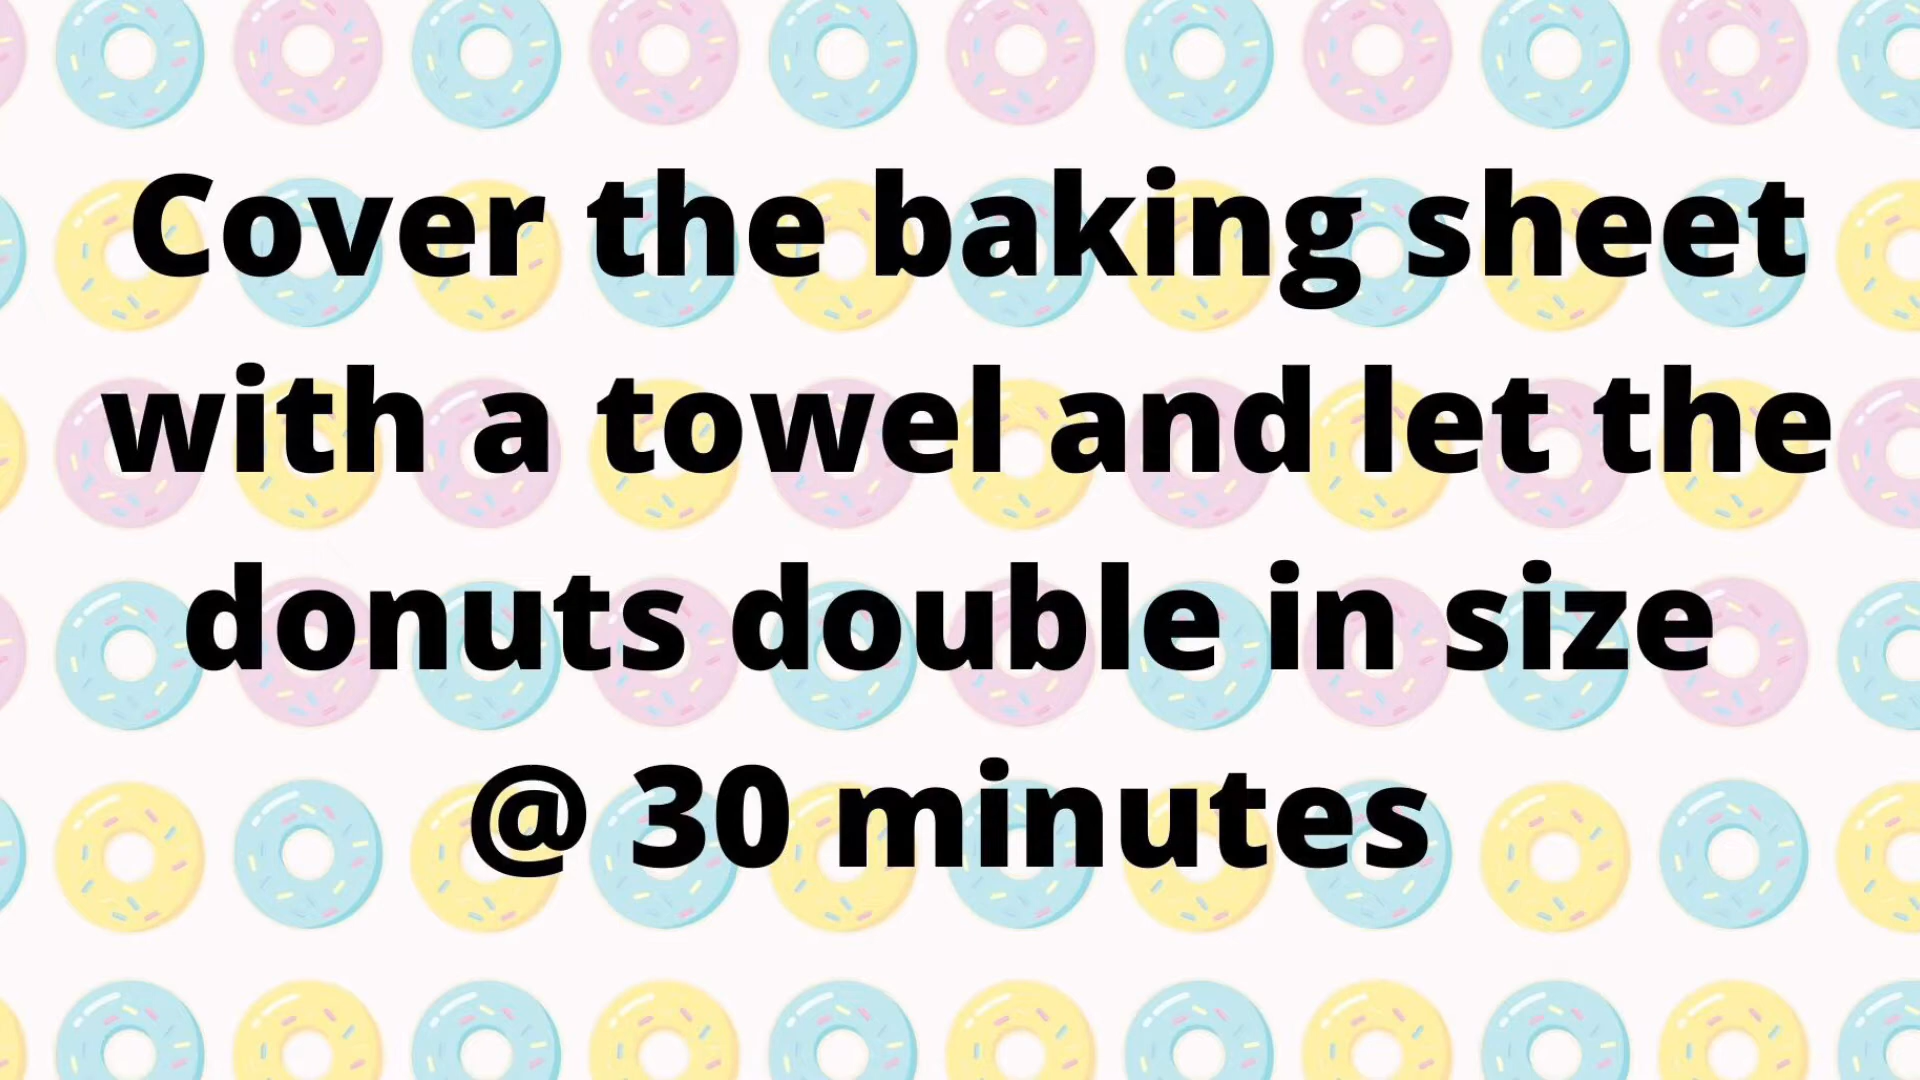 Cover the baking sheet
with a towel and let the
donuts double in size
@ 30 minutes